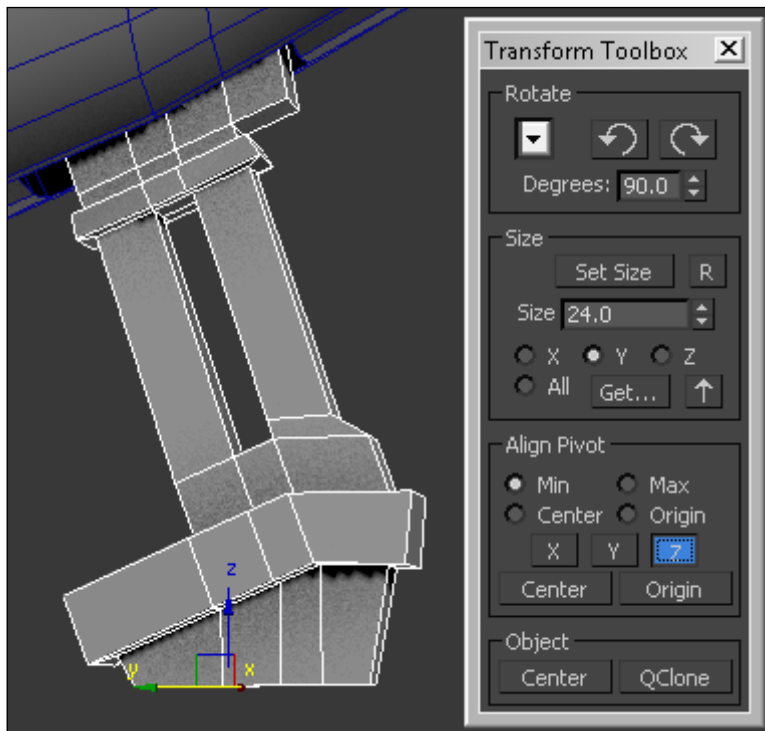 Transform Toolbox
Rotate
Degrees: 90.0
Size
Set Size R
Size 24.0
X Y Z
All Get...
Align Pivot
Min Max
Center Origin
X Y Z
Center Origin
Object
Center QClone
z
y x